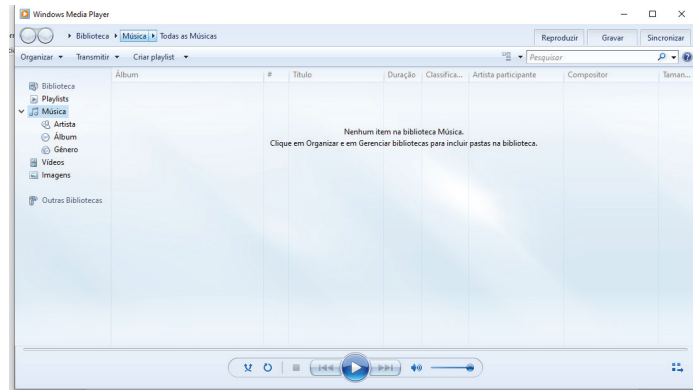 Windows Media Player
Biblioteca Música Todas as Músicas
Reproduzir Gravar Sincronizar
Organizar Transmitir Criar playlist
Pesquisar
Álbum # Título Duração Classifica... Artista participante Compositor Taman...
Biblioteca
Playlists
Música
Artista
Álbum
Gênero
Vídeos
Imagens
Outras Bibliotecas
Nenhum item na biblioteca Música.
Clique em Organizar e em Gerenciar bibliotecas para incluir pastas na biblioteca.